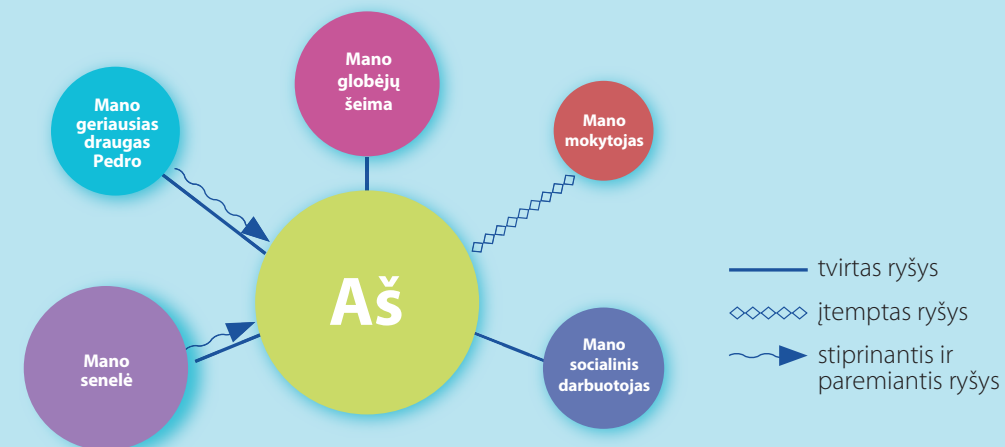 Mano
globėjų
šeima
Mano
geriausias
draugas
Pedro
Mano
mokytojas
Aš
Mano
senelė
Mano
socialinis
darbuotojas
tvirtas ryšys
įtemptas ryšys
stiprinantis ir
paremiantis ryšys